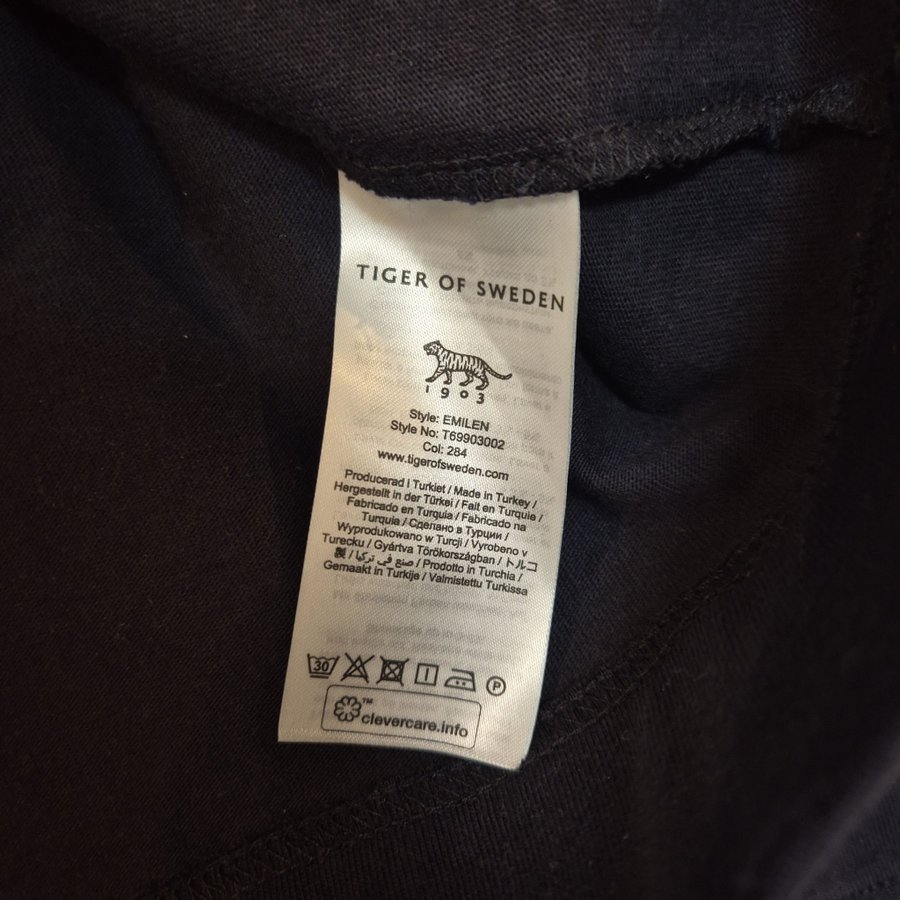 TIGER OF SWEDEN
1903
Style: EMILEN
Style No: T69903002
Col: 284
www.tigerofsweden.com
Producerad I Turkiet / Made in Turkey /
Hergestellt in der Türkei / Fait en Turquie /
Fabricado en Turquia / Fabricado na
Turquia / Сделано в Турции /
Wyprodukowano w Turcji / Vyrobeno v
Turecku / Gyártva Törökországban / トルコ
製 / صنع في تركيا / Prodotto in Turchia /
Gemaakt in Turkije / Valmistettu Turkissa
30 P
™
clevercare.info